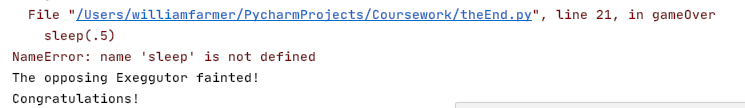 File "/Users/williamfarmer/PycharmProjects/Coursework/theEnd.py", line 21, in gameOver
sleep(.5)
NameError: name 'sleep' is not defined
The opposing Exeggutor fainted!
Congratulations!